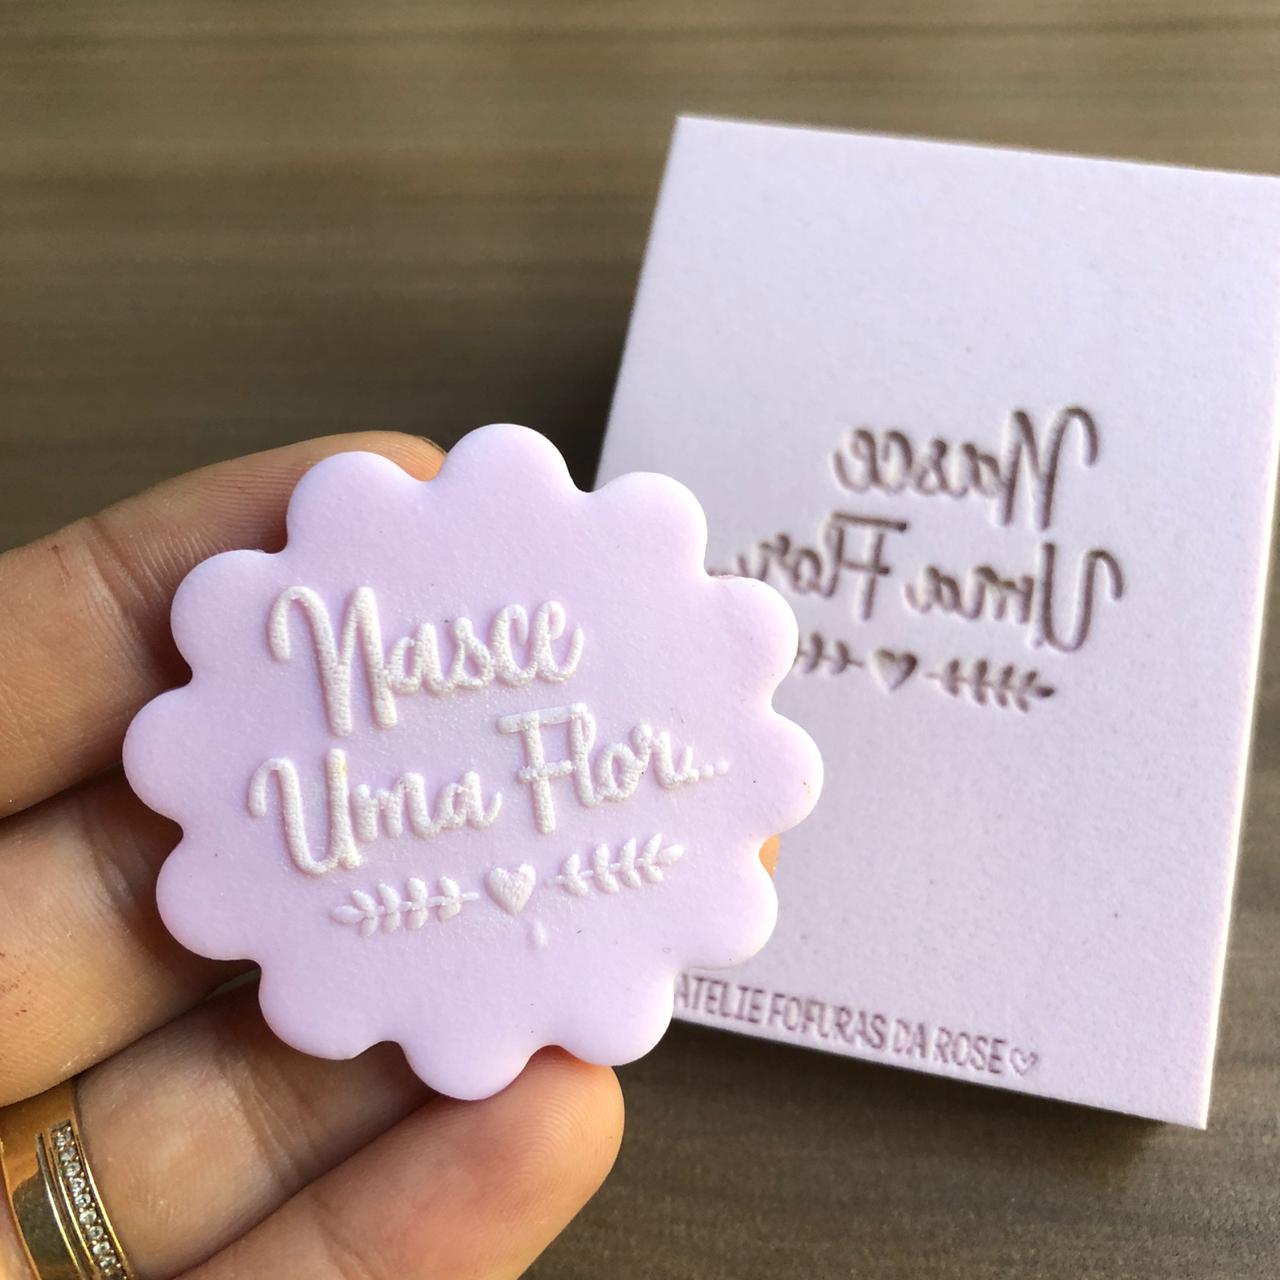 Nasce
Uma Flor...
Nasce
Uma Flor...
ATELIE FOFURAS DA ROSE♡